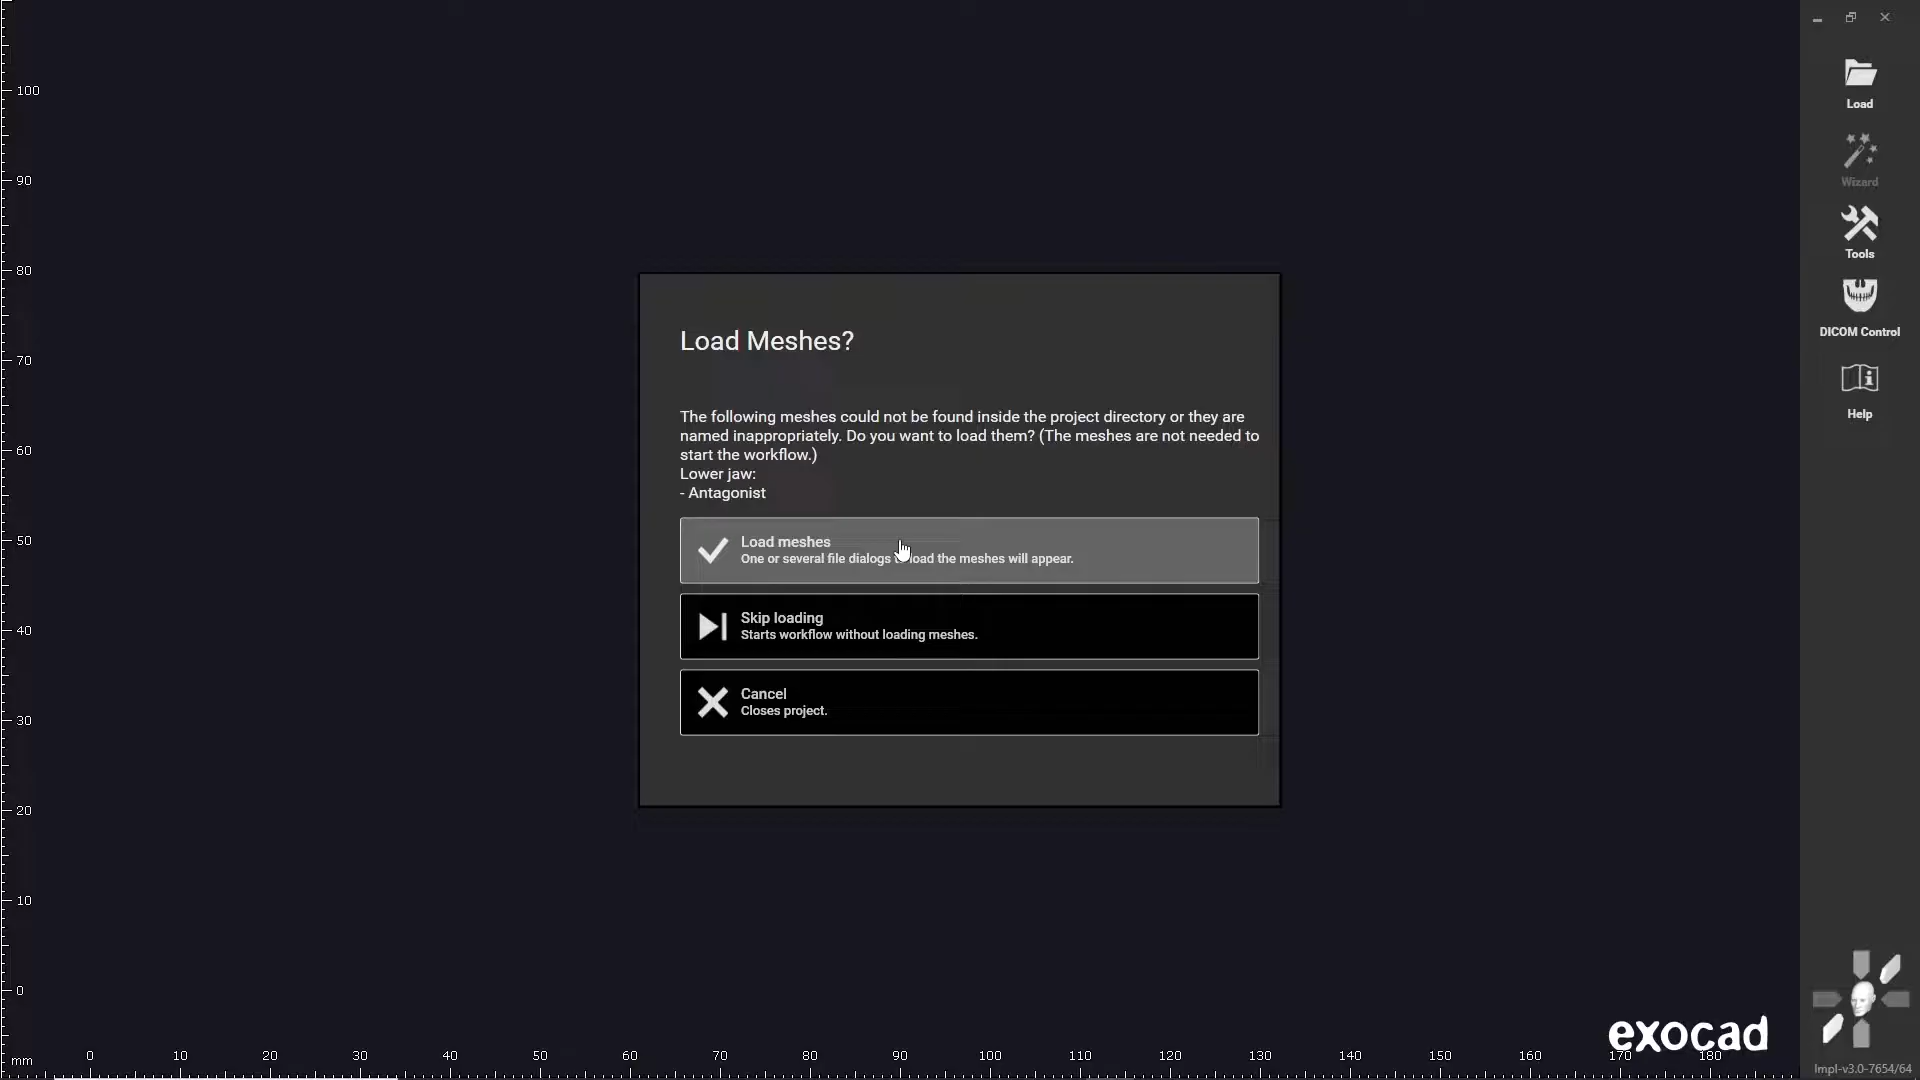 Load
Wizard
Tools
DICOM Control
Help
Load Meshes?
The following meshes could not be found inside the project directory or they are
named inappropriately. Do you want to load them? (The meshes are not needed to
start the workflow.)
Lower jaw:
- Antagonist
Load meshes
One or several file dialogs to load the meshes will appear.
Skip loading
Starts workflow without loading meshes.
Cancel
Closes project.
100
90
80
70
60
50
40
30
20
10
0
mm 0 10 20 30 40 50 60 70 80 90 100 110 120 130 140 150 160 170 180
exocad
Impl-v3.0-7654/64